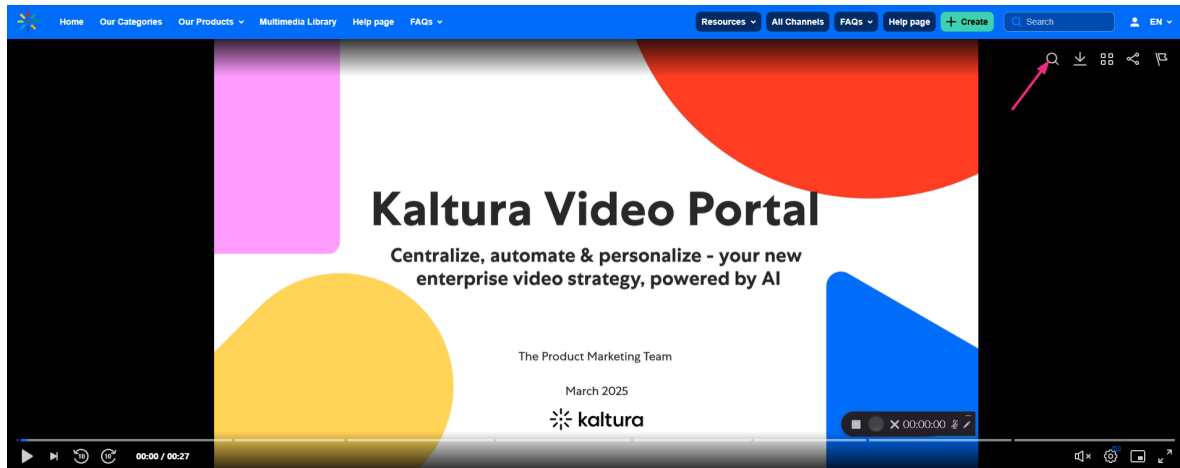 Home Our Categories Our Products Multimedia Library Help page FAQs Resources All Channels FAQs Help page + Create Search EN
Kaltura Video Portal
Centralize, automate & personalize - your new
enterprise video strategy, powered by AI
The Product Marketing Team
March 2025
kaltura
00:00:00
10 10 00:00 / 00:27